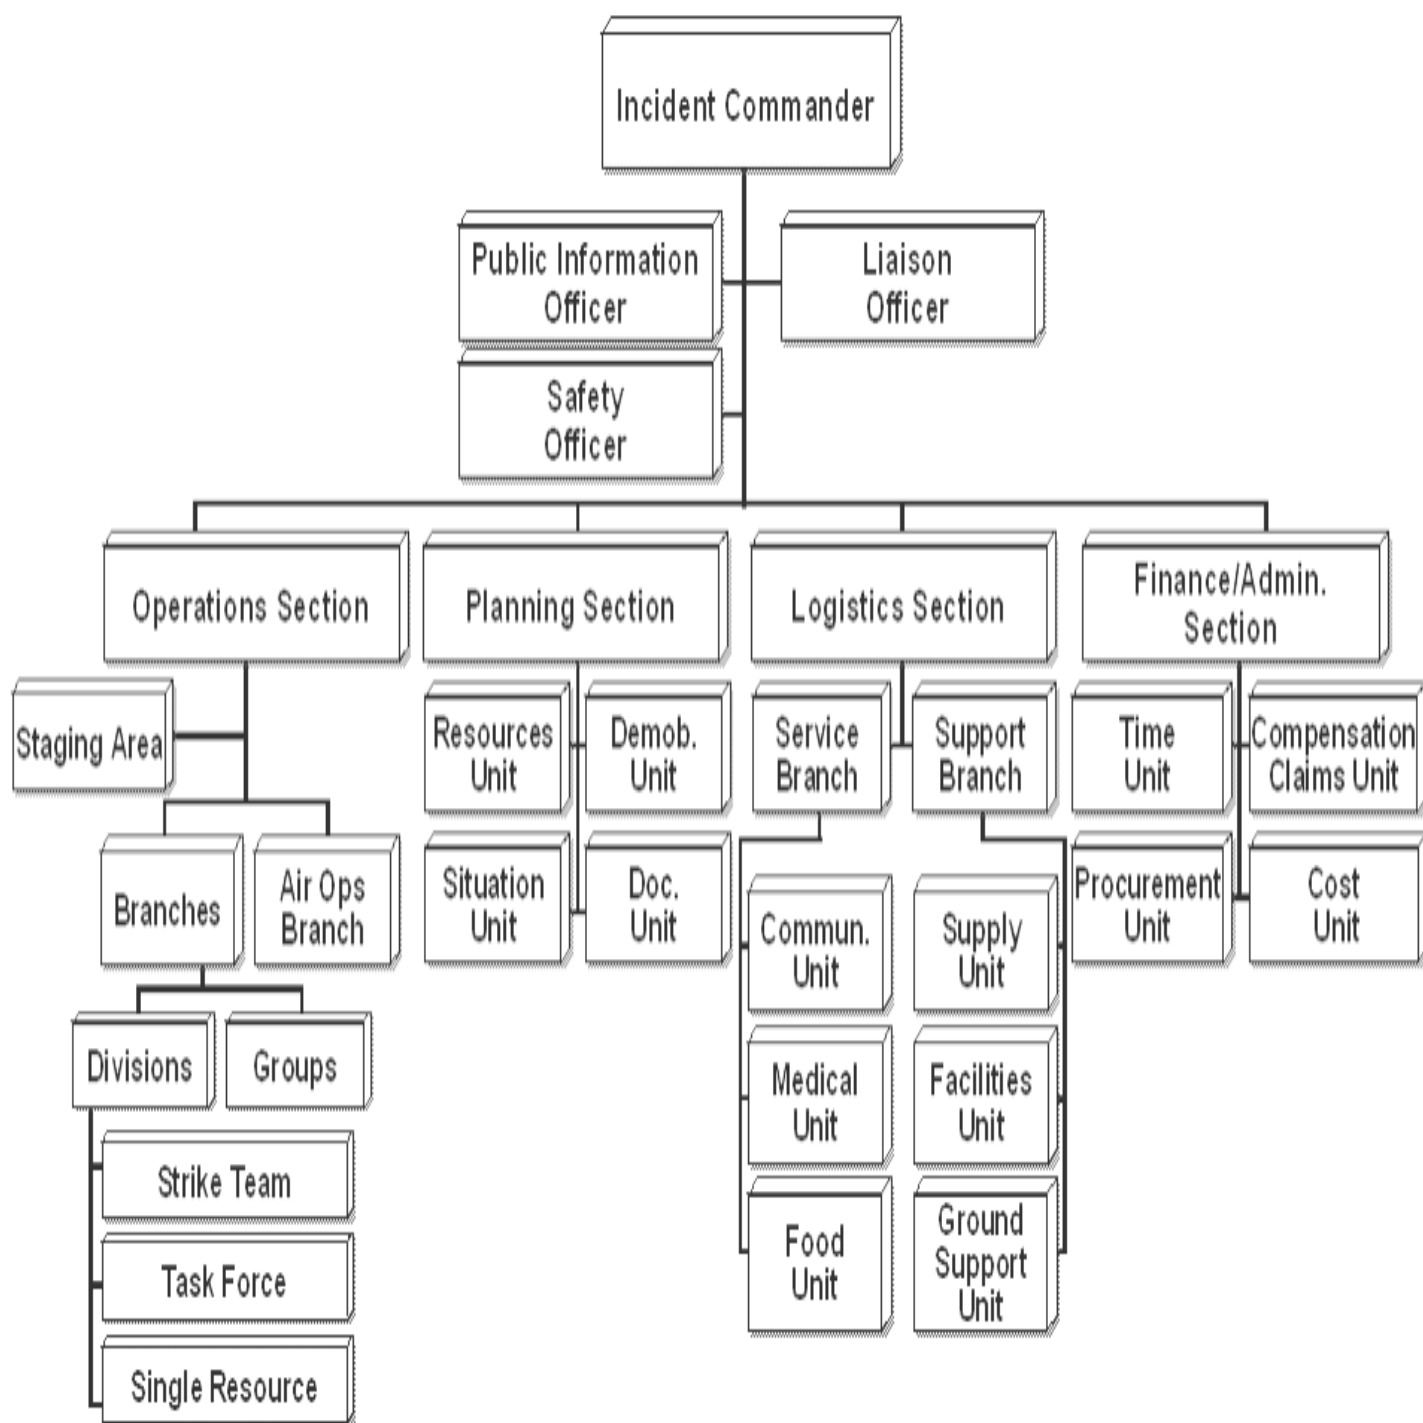 Incident Commander
Public Information
Officer
Liaison
Officer
Safety
Officer
Operations Section
Planning Section
Logistics Section
Finance/Admin.
Section
Staging Area
Branches
Air Ops
Branch
Divisions
Groups
Strike Team
Task Force
Single Resource
Resources
Unit
Demob.
Unit
Situation
Unit
Doc.
Unit
Service
Branch
Support
Branch
Commun.
Unit
Medical
Unit
Food
Unit
Supply
Unit
Facilities
Unit
Ground
Support
Unit
Time
Unit
Compensation
Claims Unit
Procurement
Unit
Cost
Unit